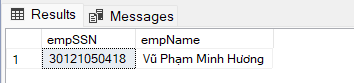 Results Messages
empSSN empName
1 30121050418 Vũ Phạm Minh Hương